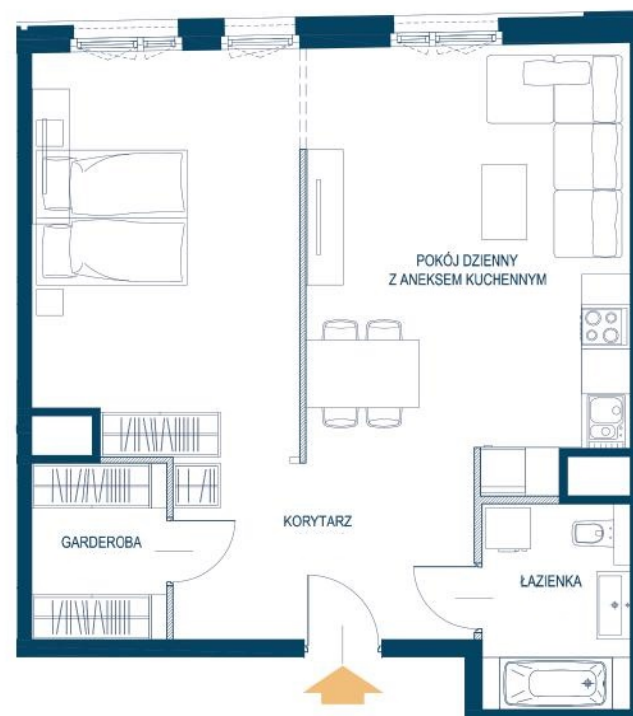 POKÓJ DZIENNY
Z ANEKSEM KUCHENNYM
KORYTARZ
GARDEROBA
ŁAZIENKA